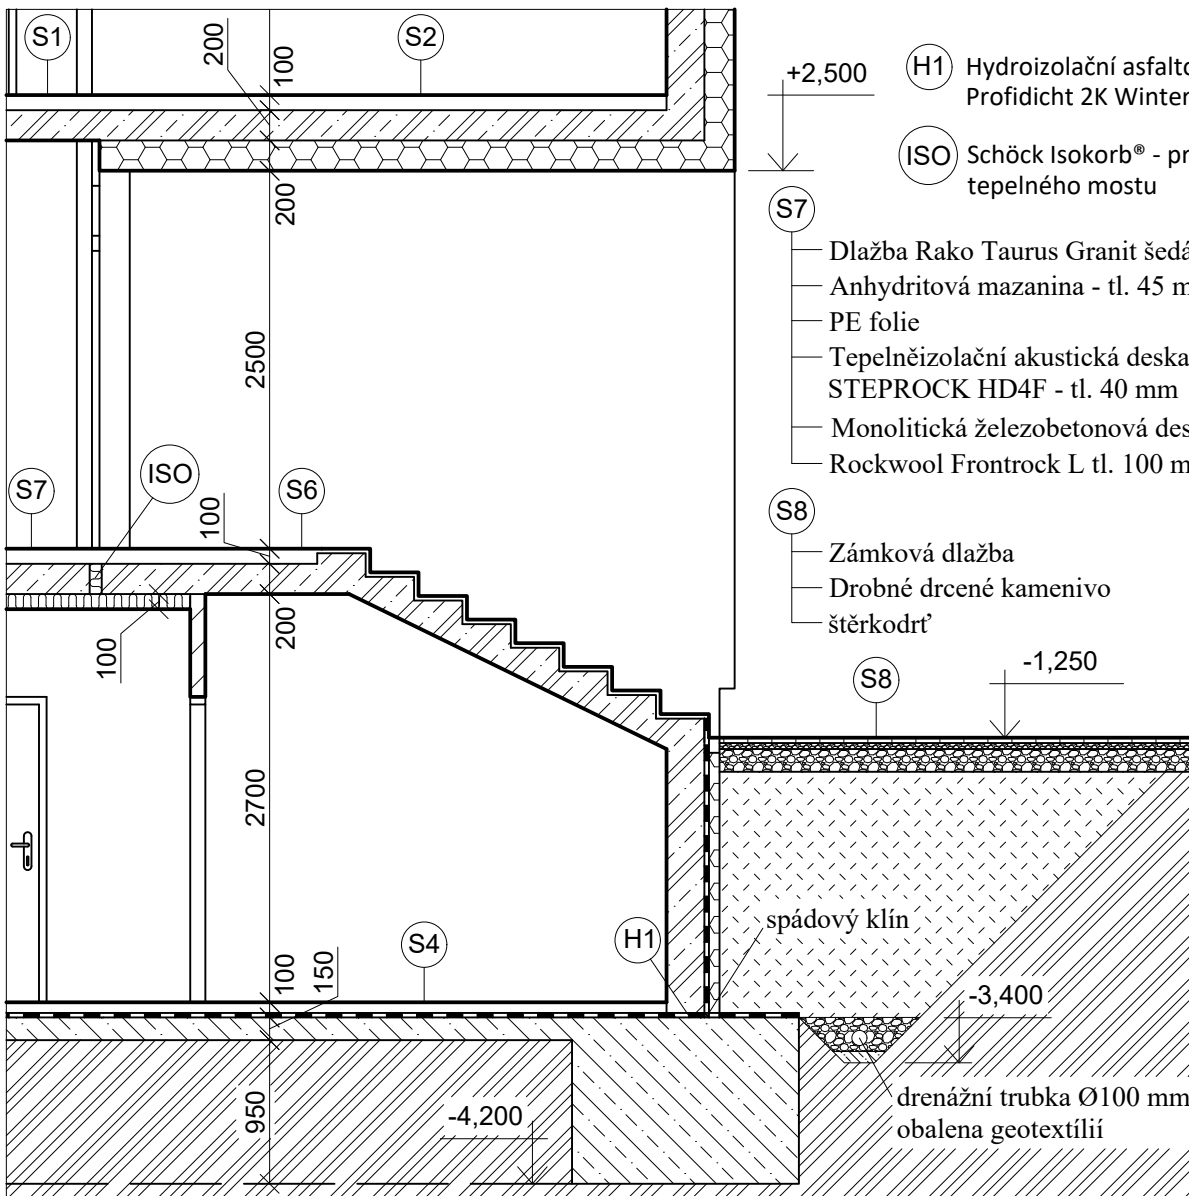 S1
S2
200
100
+2,500
H1
Hydroizolační asfalto
Profidicht 2K Winter
ISO
Schöck Isokorb® - pr
tepelného mostu
200
S7
Dlažba Rako Taurus Granit šedá
Anhydritová mazanina - tl. 45 m
PE folie
Tepelněizolační akustická deska
STEPROCK HD4F - tl. 40 mm
Monolitická železobetonová des
Rockwool Frontrock L tl. 100 m
2500
S7
ISO
S6
100
S8
Zámková dlažba
Drobné drcené kamenivo
štěrkodrť
100
200
S8
-1,250
2700
S4
H1
spádový klín
100
150
-3,400
950
-4,200
drenážní trubka Ø100 mm
obalena geotextílií